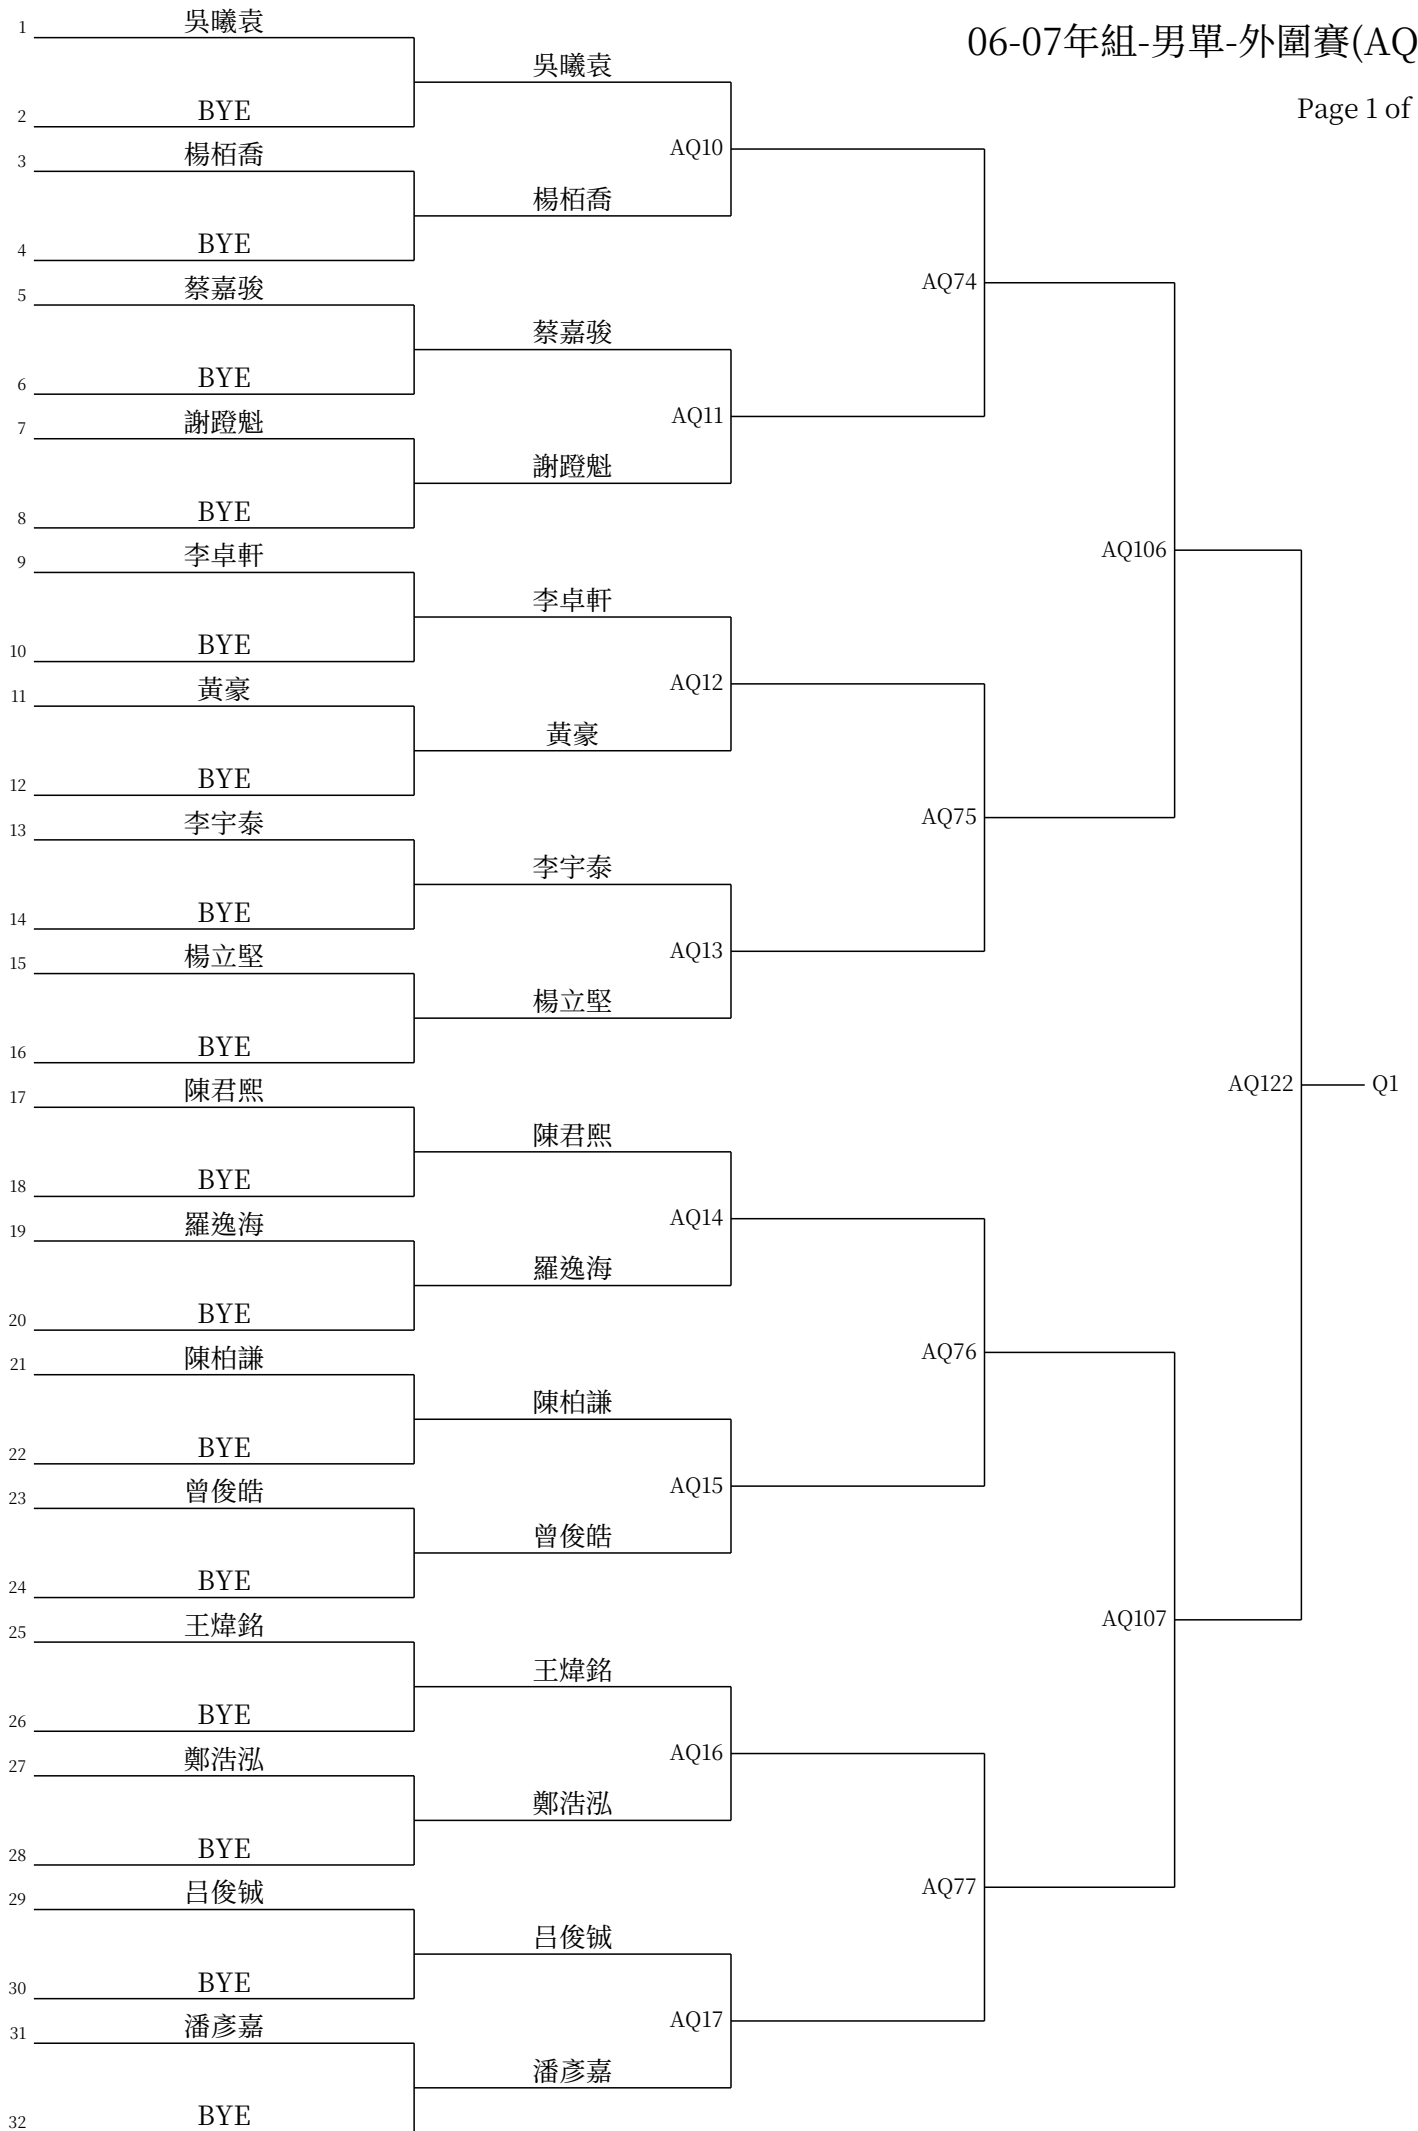 06-07年組-男單-外圍賽(AQ
Page 1 of
1 吳曦袁
吳曦袁
2 BYE
AQ10
3 楊栢喬
楊栢喬
4 BYE
AQ74
5 蔡嘉骏
蔡嘉骏
6 BYE
AQ11
7 謝蹬魁
謝蹬魁
8 BYE
AQ106
9 李卓軒
李卓軒
10 BYE
AQ12
11 黃豪
黃豪
12 BYE
AQ75
13 李宇泰
李宇泰
14 BYE
AQ13
15 楊立堅
楊立堅
16 BYE
AQ122 Q1
17 陳君熙
陳君熙
18 BYE
AQ14
19 羅逸海
羅逸海
20 BYE
AQ76
21 陳柏謙
陳柏謙
22 BYE
AQ15
23 曾俊皓
曾俊皓
24 BYE
AQ107
25 王煒銘
王煒銘
26 BYE
AQ16
27 鄭浩泓
鄭浩泓
28 BYE
AQ77
29 吕俊铖
吕俊铖
30 BYE
AQ17
31 潘彥嘉
潘彥嘉
32 BYE